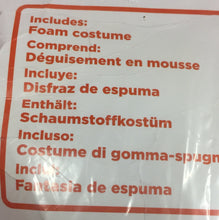 Includes:
Foam costume
Comprend:
Déguisement en mousse
Incluye:
Disfraz de espuma
Enthält:
Schaumstoffkostüm
Incluso:
Costume di gomma-spugn
Fantasia de espuma